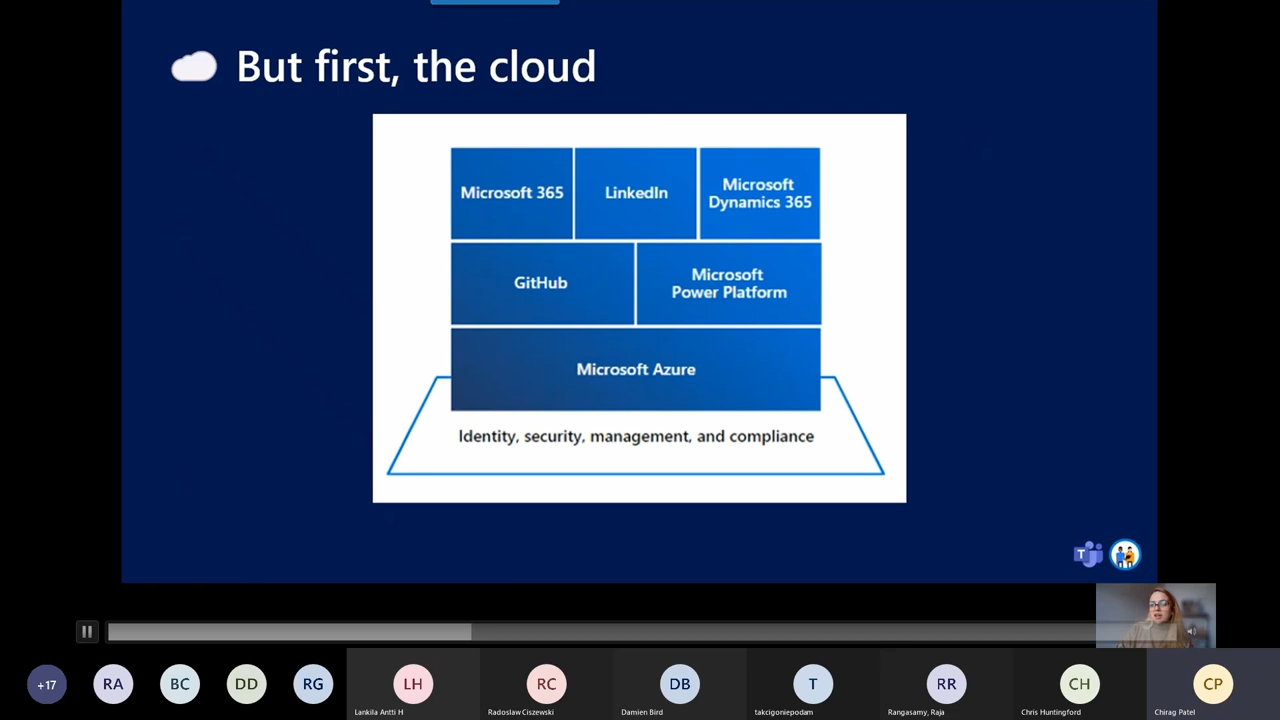 But first, the cloud
Microsoft 365
LinkedIn
Microsoft
Dynamics 365
GitHub
Microsoft
Power Platform
Microsoft Azure
Identity, security, management, and compliance
T
+17
RA
BC
DD
RG
LH
RC
DB
T
RR
CH
CP
Lankila Antti H
Radoslaw Ciszewski
Damien Bird
takcigoniepodam
Rangasamy, Raja
Chris Huntingford
Chirag Patel